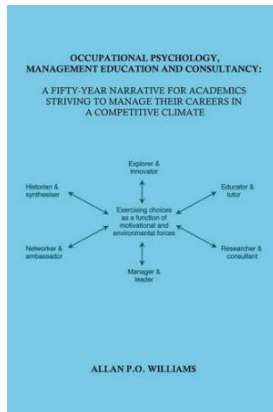 OCCUPATIONAL PSYCHOLOGY,
MANAGEMENT EDUCATION AND CONSULTANCY:
A FIFTY-YEAR NARRATIVE FOR ACADEMICS
STRIVING TO MANAGE THEIR CAREERS IN
A COMPETITIVE CLIMATE
Explorer &
innovator
Historian &
synthesiser
Educator &
tutor
Exercising choices
as a function of
motivational and
environmental forces
Networker &
ambassador
Researcher &
consultant
Manager &
leader
ALLAN P.O. WILLIAMS